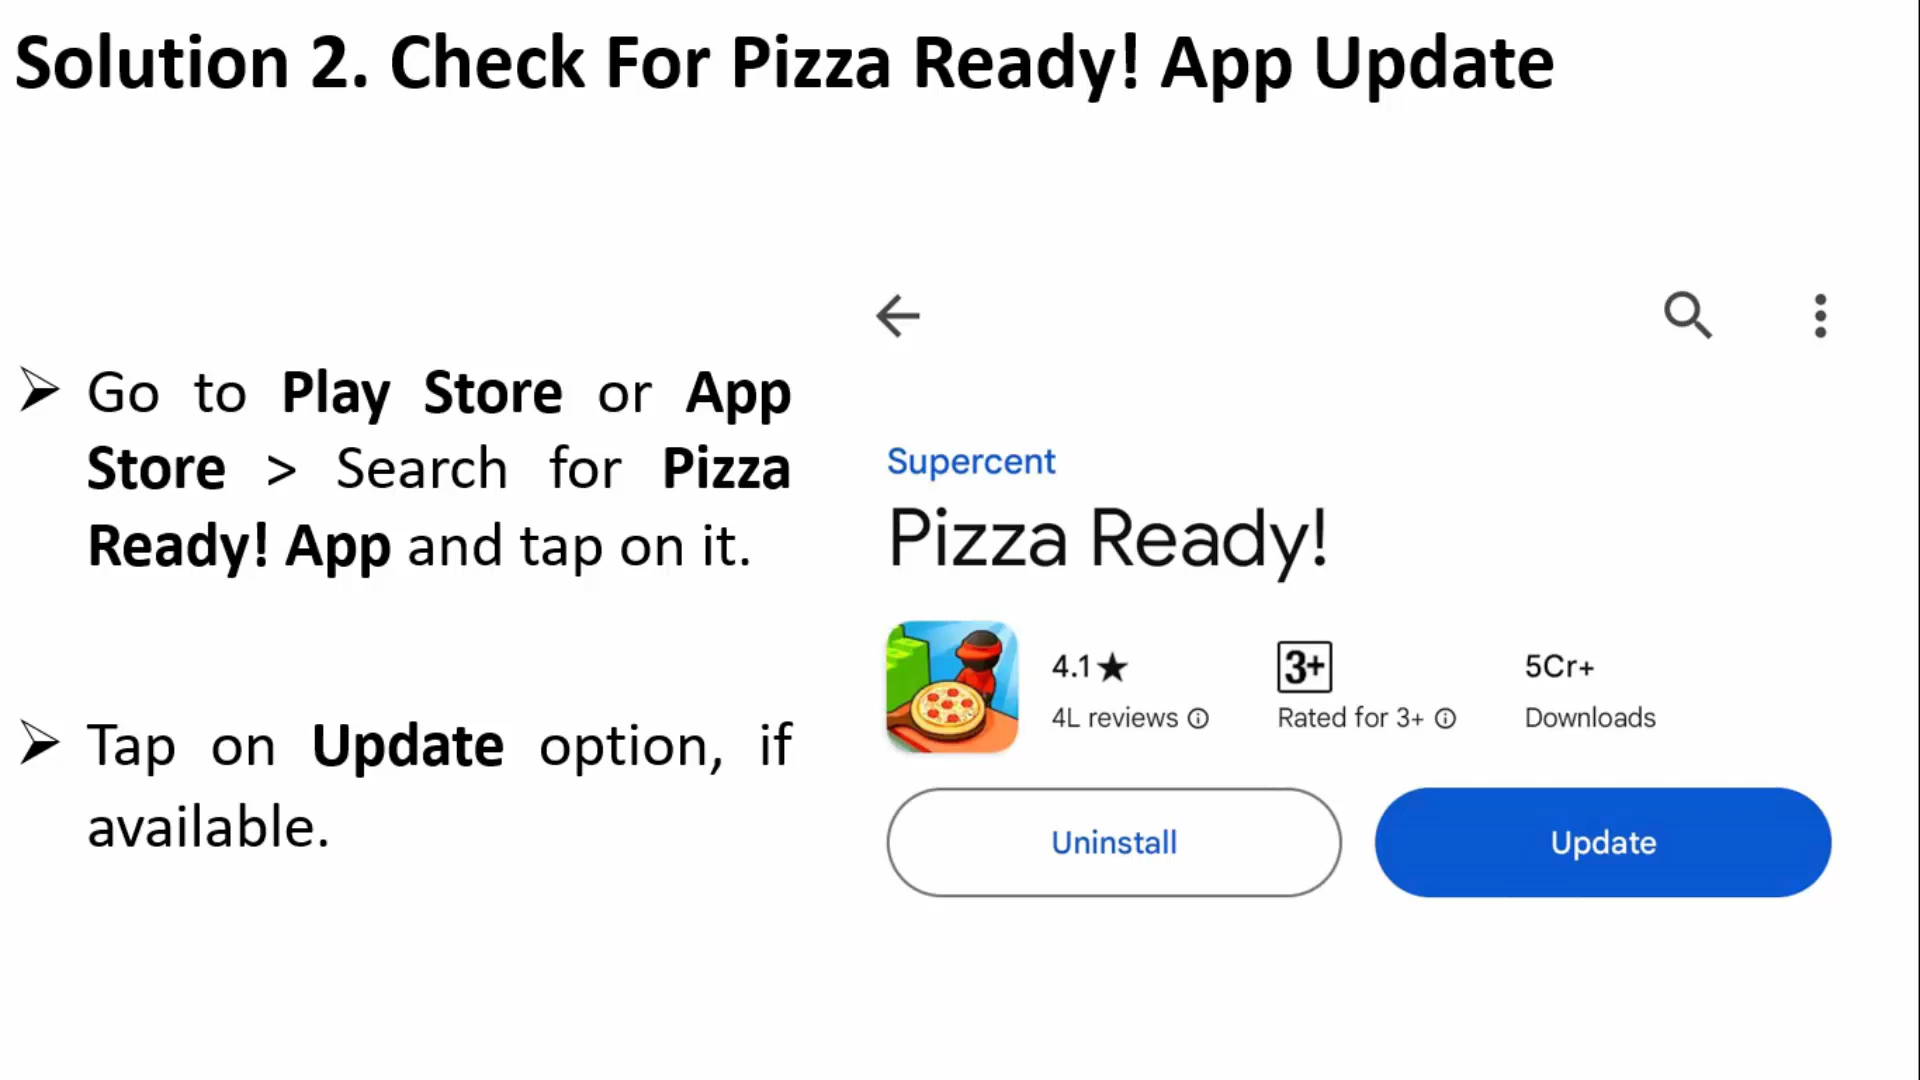 Solution 2. Check For Pizza Ready! App Update
➢ Go to Play Store or App
Store > Search for Pizza
Ready! App and tap on it.
➢ Tap on Update option, if
available.
Supercent
Pizza Ready!
4.1★
4L reviews
3+
Rated for 3+
5Cr+
Downloads
Uninstall
Update